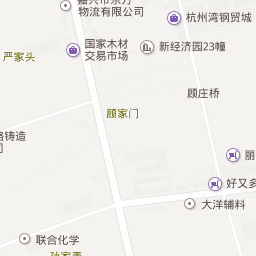 嘉兴市东方
物流有限公司
杭州湾钢贸城
国家木材
交易市场
新经济园23幢
严家头
顾庄桥
顾家门
铸造
司
丽
好又多
大洋辅料
联合化学